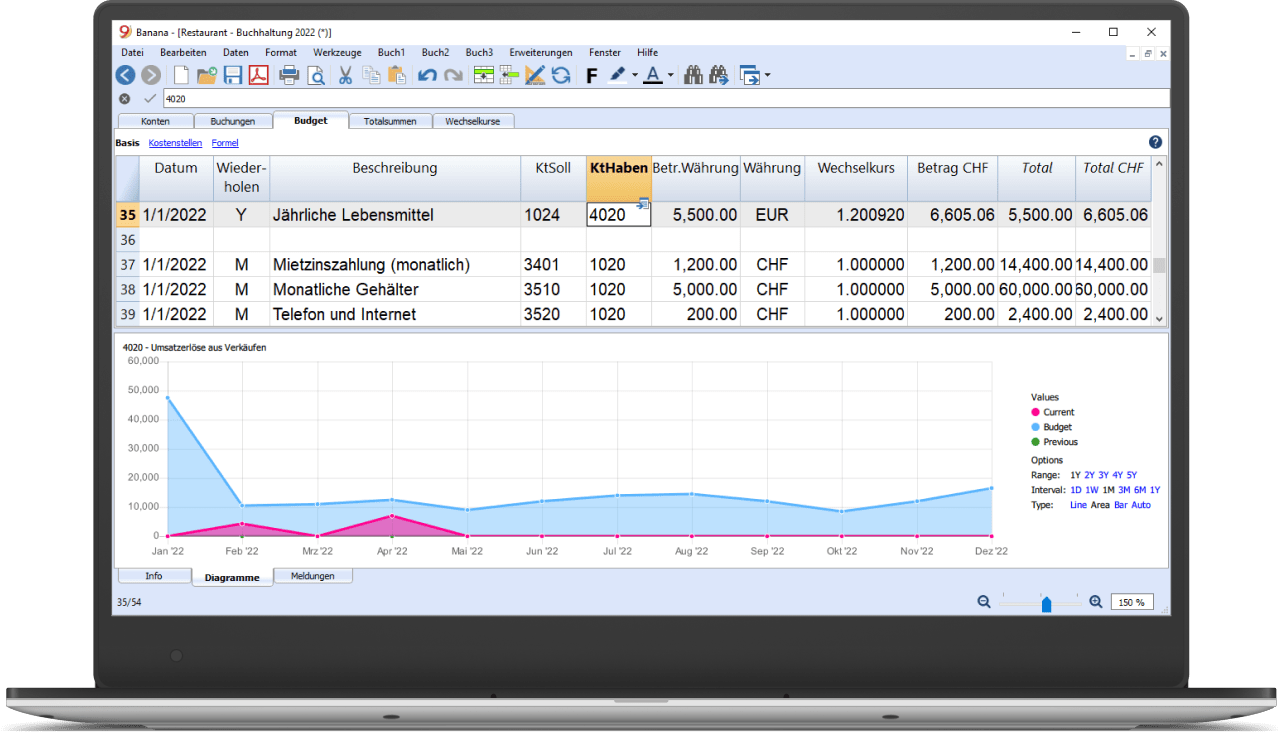 Banana - [Restaurant - Buchhaltung 2022 (*)]
Datei Bearbeiten Daten Format Werkzeuge Buch1 Buch2 Buch3 Erweiterungen Fenster Hilfe
F A
4020
Konten Buchungen Budget Totalsummen Wechselkurse
Basis Kostenstellen Formel ?
Datum Wieder- Beschreibung KtSoll KtHaben Betr.Währung Währung Wechselkurs Betrag CHF Total Total CHF
holen
35 1/1/2022 Y Jährliche Lebensmittel 1024 4020 5,500.00 EUR 1.200920 6,605.06 5,500.00 6,605.06
36
37 1/1/2022 M Mietzinszahlung (monatlich) 3401 1020 1,200.00 CHF 1.000000 1,200.00 14,400.00 14,400.00
38 1/1/2022 M Monatliche Gehälter 3510 1020 5,000.00 CHF 1.000000 5,000.00 60,000.00 60,000.00
39 1/1/2022 M Telefon und Internet 3520 1020 200.00 CHF 1.000000 200.00 2,400.00 2,400.00
4020 - Umsatzerlöse aus Verkäufen
60,000
50,000
40,000
30,000
20,000
10,000
0
Jan '22 Feb '22 Mrz '22 Apr '22 Mai '22 Jun '22 Jul '22 Aug '22 Sep '22 Okt '22 Nov '22 Dez '22
Values
Current
Budget
Previous
Options
Range: 1Y 2Y 3Y 4Y 5Y
Interval: 1D 1W 1M 3M 6M 1Y
Type: Line Area Bar Auto
Info Diagramme Meldungen
35/54 150 %